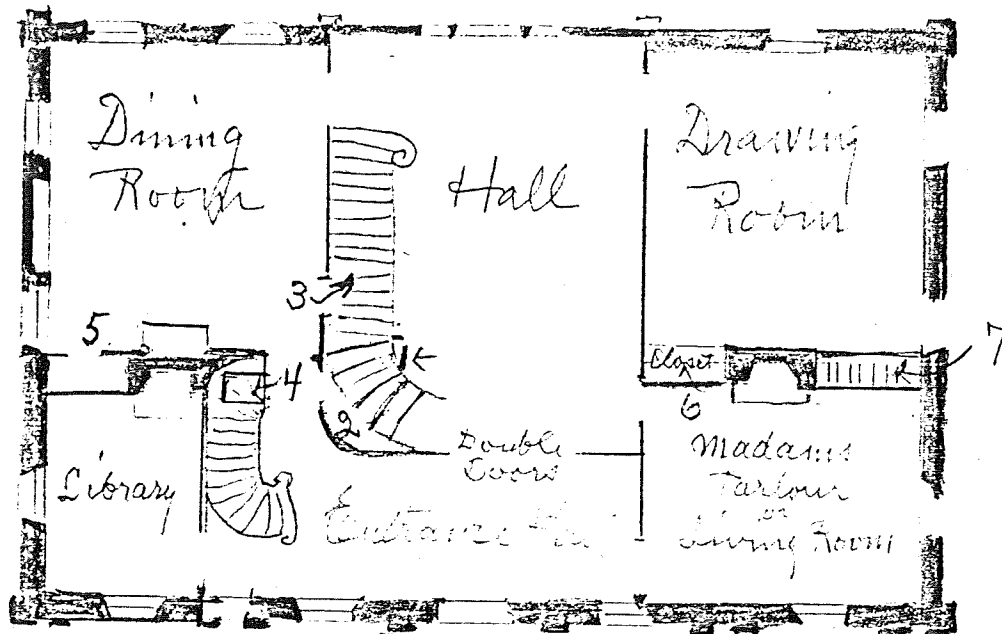 Dining
Room
Hall
Drawing
Room
3
5
1
4
2
Closet
6
7
Library
Double
Doors
Entrance Hall
Madams
Parlour
or
Living Room